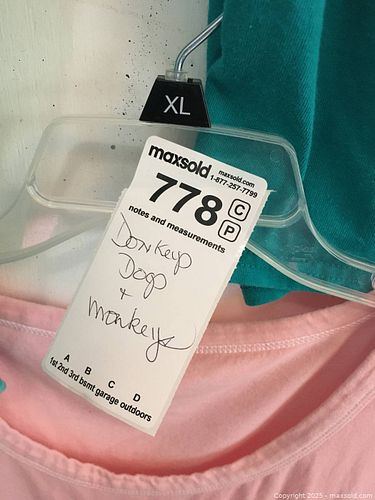 XL
maxsold
maxsold.com
1-877-257-7799
778
C
P
notes and measurements
Donkeys
Dogs
+
Monkeys
A B C D
1st 2nd 3rd bsmt garage outdoors
Copyright 2025 - maxsold.com